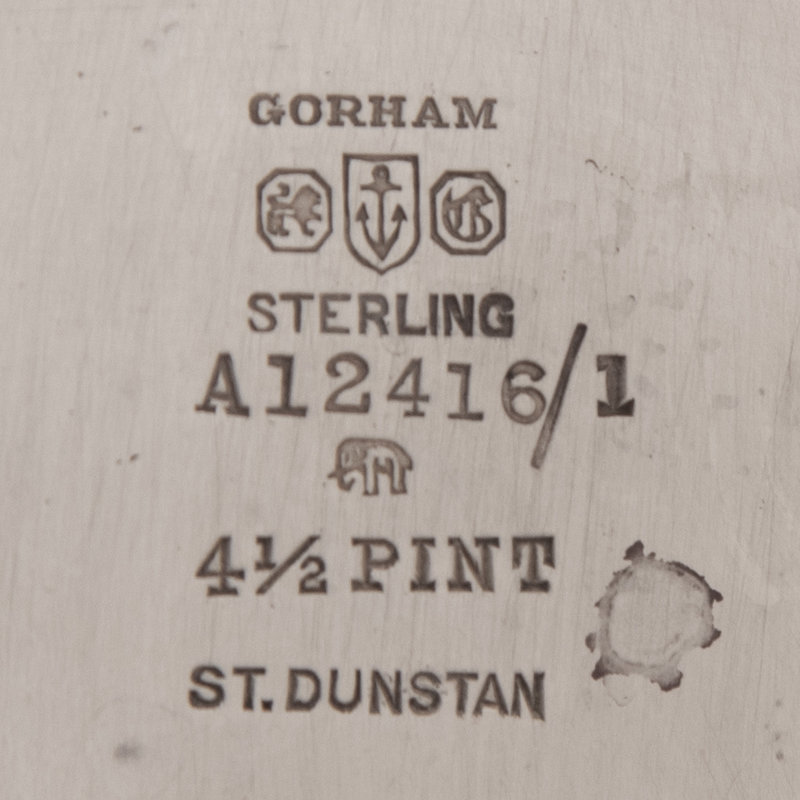 GORHAM
G
STERLING
A12416/1
4½ PINT
ST. DUNSTAN